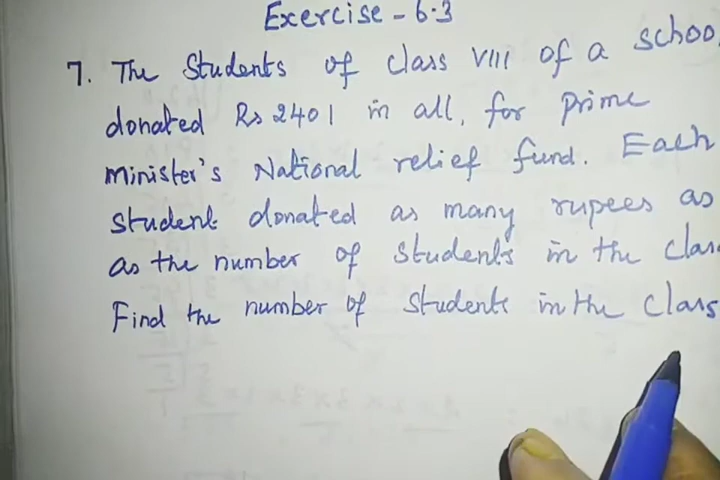 Exercise - 6.3
7. The Students of class VIII of a school
donated Rs 2401 in all, for prime
minister's National relief fund. Each
student donated as many rupees as
as the number of students in the class
Find the number of students in the class